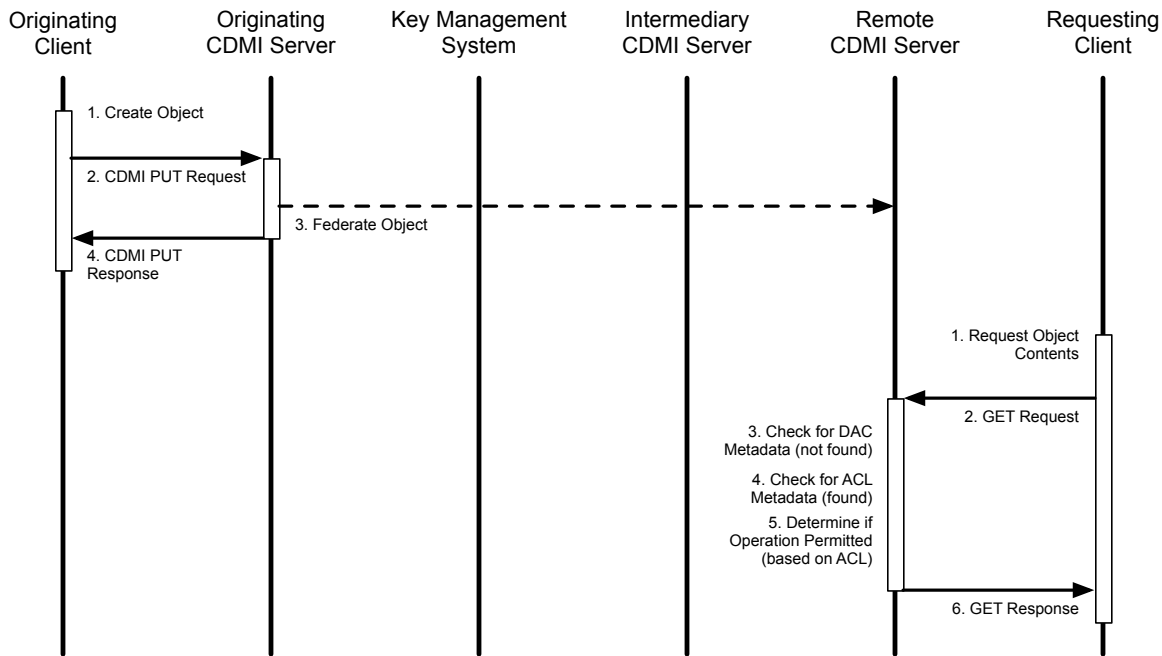 Originating
Client
Originating
CDMI Server
Key Management
System
Intermediary
CDMI Server
Remote
CDMI Server
Requesting
Client
1. Create Object
2. CDMI PUT Request
3. Federate Object
4. CDMI PUT
Response
1. Request Object
Contents
2. GET Request
3. Check for DAC
Metadata (not found)
4. Check for ACL
Metadata (found)
5. Determine if
Operation Permitted
(based on ACL)
6. GET Response